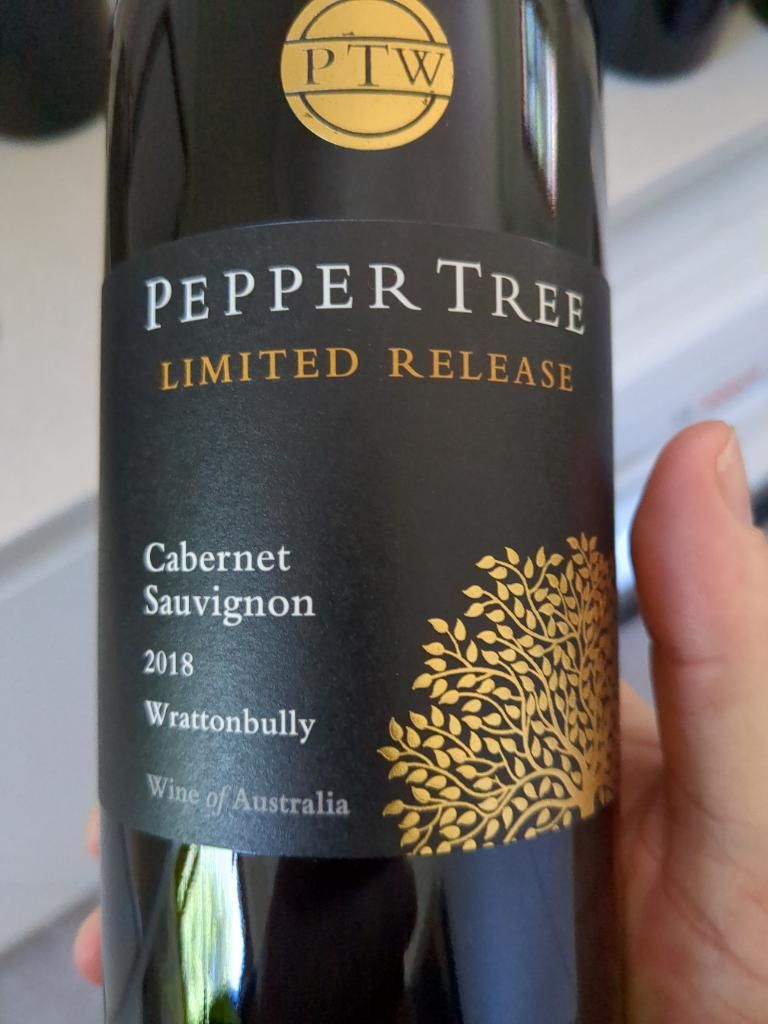 PTW
PEPPER TREE
LIMITED RELEASE
Cabernet
Sauvignon
2018
Wrattonbully
Wine of Australia